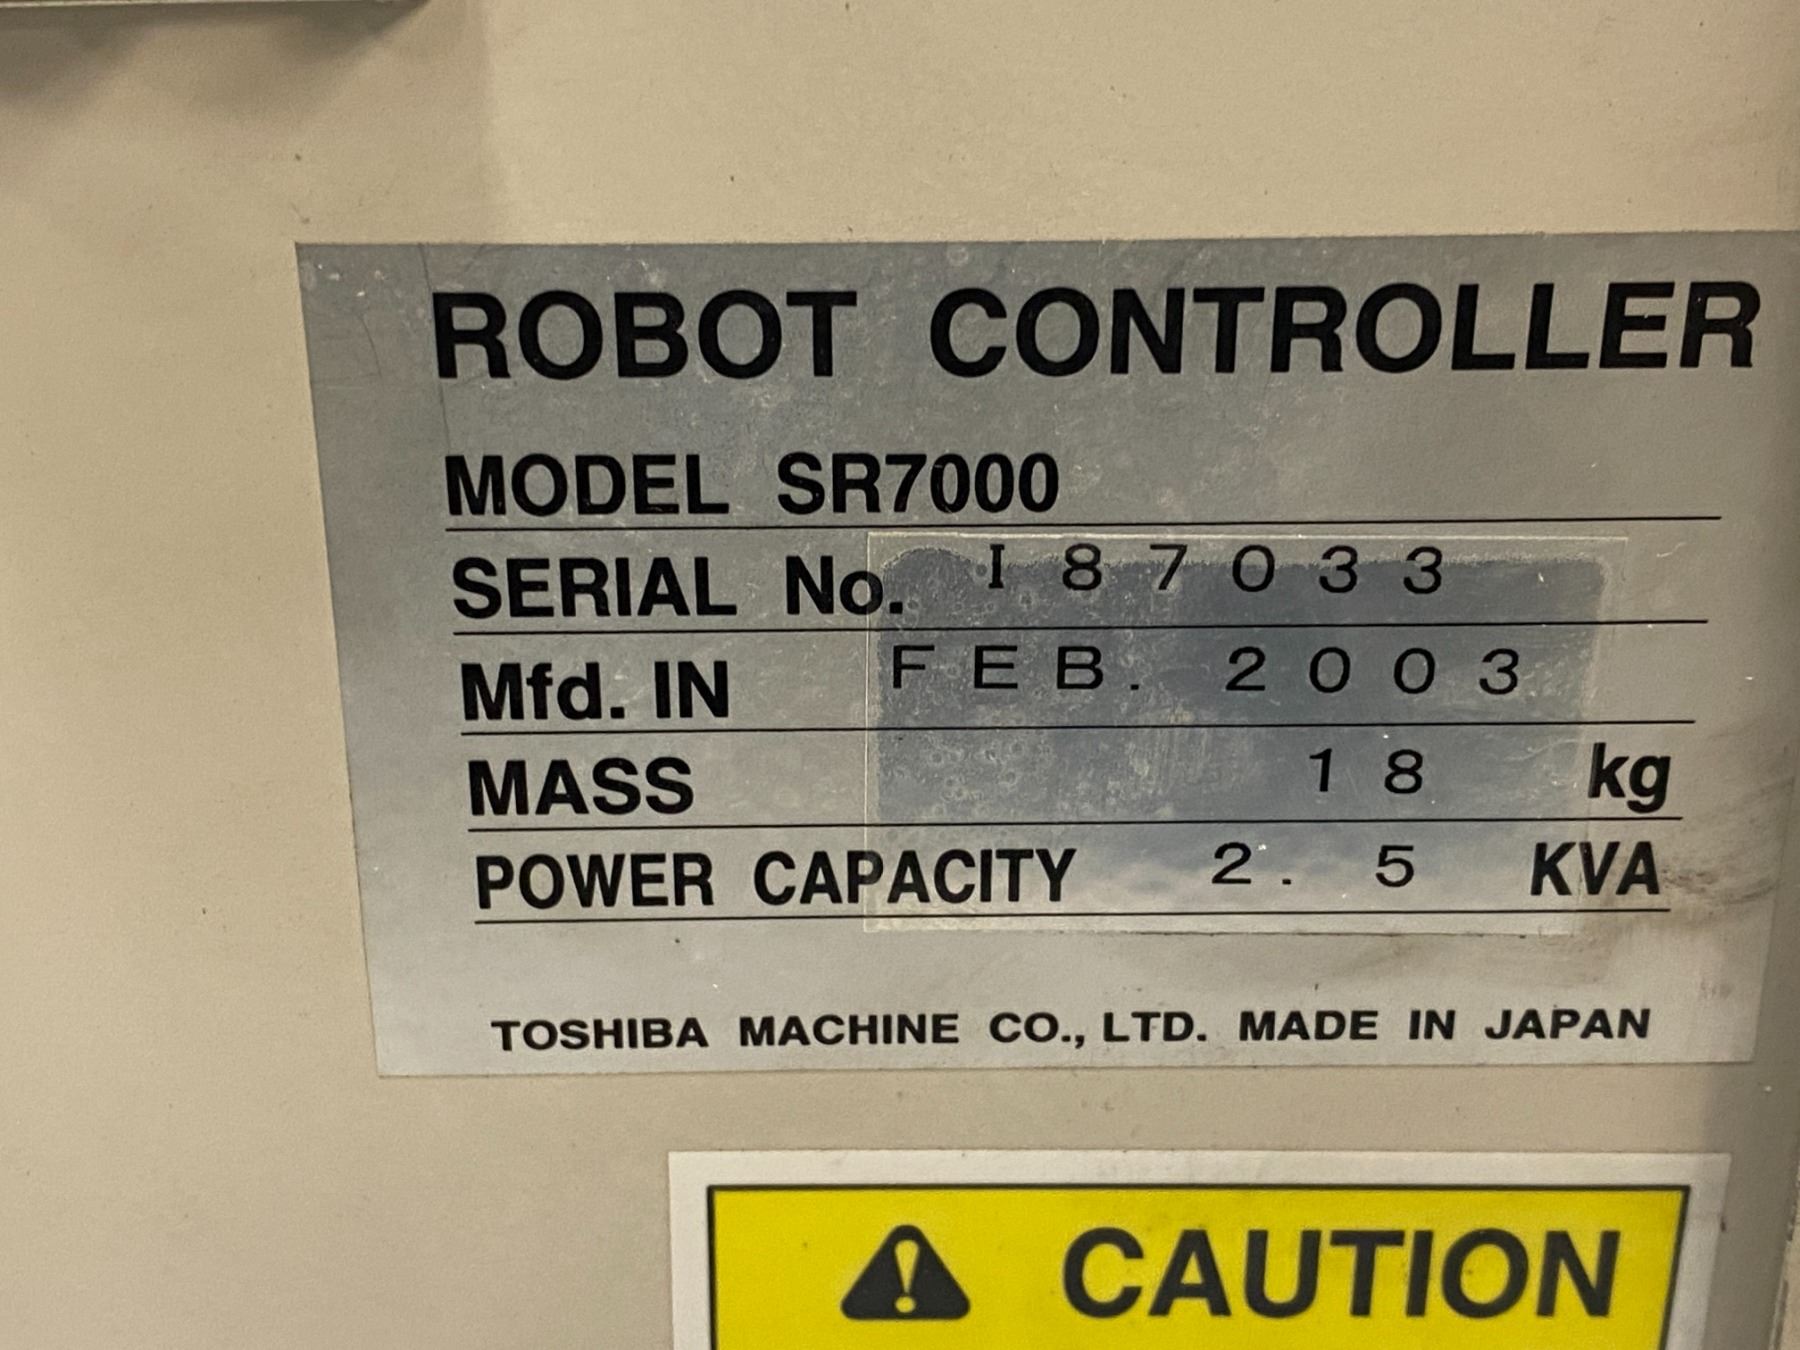 ROBOT CONTROLLER
MODEL SR7000
SERIAL No. I87033
Mfd. IN FEB. 2003
MASS 18 kg
POWER CAPACITY 2.5 KVA
TOSHIBA MACHINE CO., LTD. MADE IN JAPAN
CAUTION